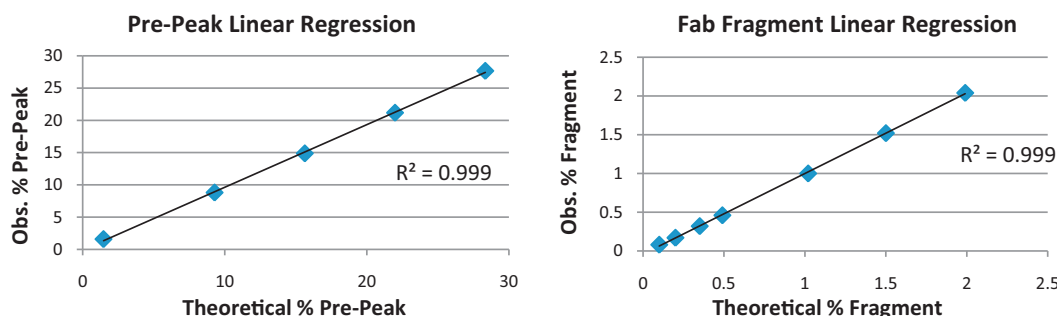 Pre-Peak Linear Regression
Obs. % Pre-Peak
30
25
20
15
10
5
0
R² = 0.999
0 10 20 30
Theoretical % Pre-Peak
Fab Fragment Linear Regression
Obs. % Fragment
2.5
2
1.5
1
0.5
0
R² = 0.999
0 0.5 1 1.5 2 2.5
Theoretical % Fragment